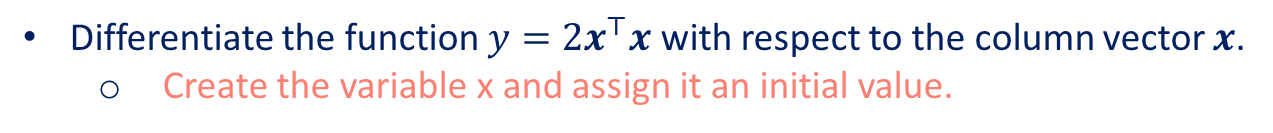 • Differentiate the function y = 2x⊤x with respect to the column vector x.
o Create the variable x and assign it an initial value.